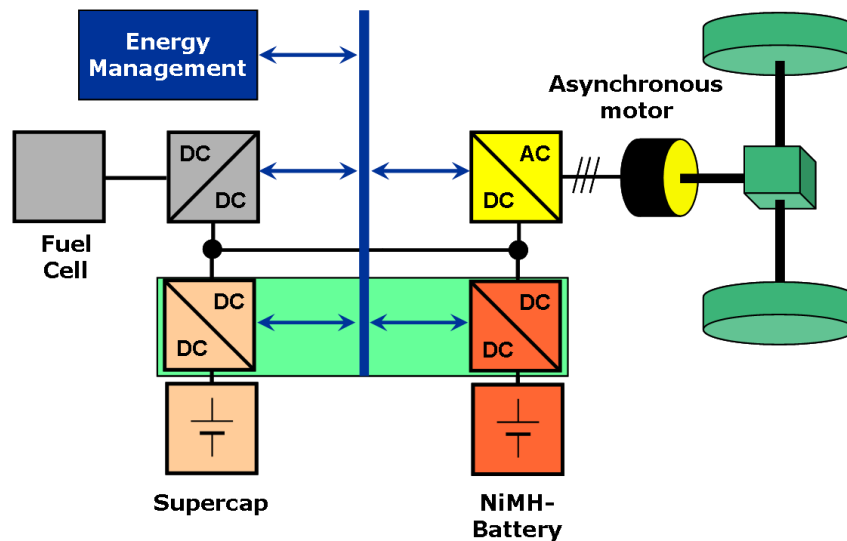 Energy
Management
Asynchronous
motor
DC
DC
AC
DC
Fuel
Cell
DC
DC
DC
DC
Supercap
NiMH-
Battery